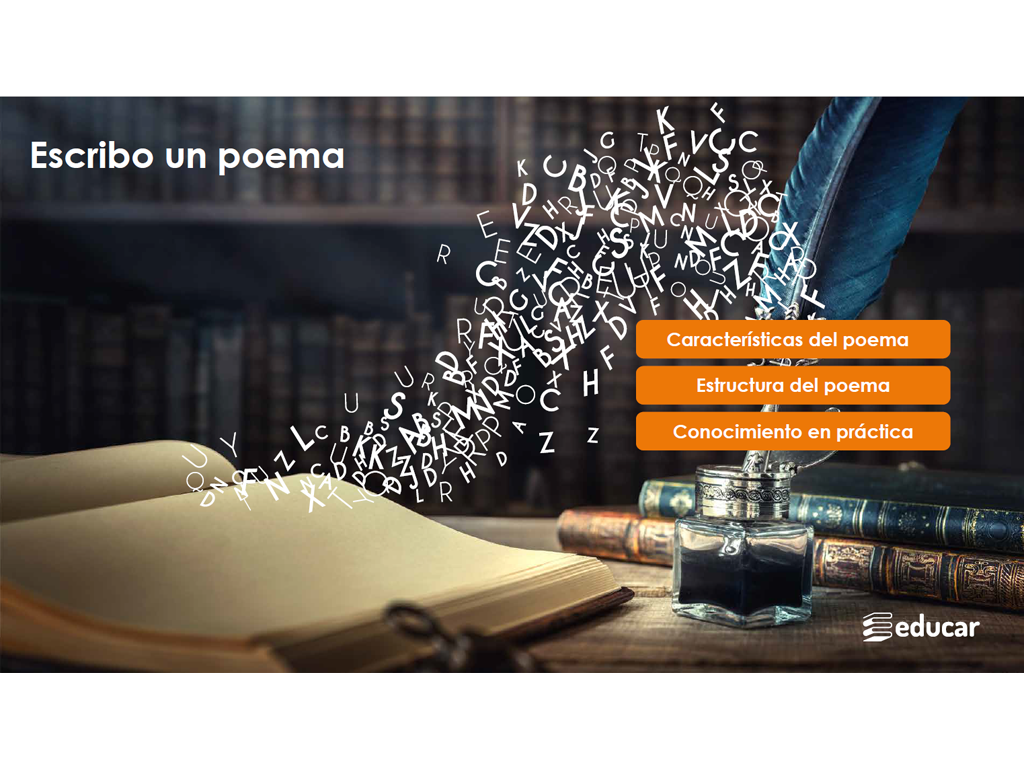 Escribo un poema
Características del poema
Estructura del poema
Conocimiento en práctica
educar